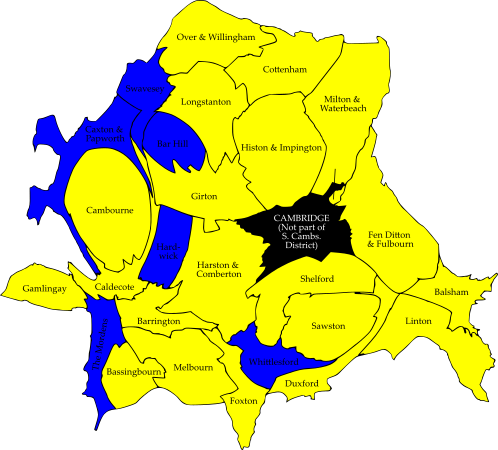 Over & Willingham
Cottenham
Swavesey
Longstanton
Milton &
Waterbeach
Caxton &
Papworth
Bar Hill
Histon & Impington
Girton
Cambourne
CAMBRIDGE
(Not part of
S. Cambs.
District)
Fen Ditton
& Fulbourn
Hard-
wick
Harston &
Comberton
Gamlingay
Caldecote
Shelford
Balsham
Barrington
Sawston
Linton
The Mordens
Bassingbourn
Melbourn
Whittlesford
Duxford
Foxton